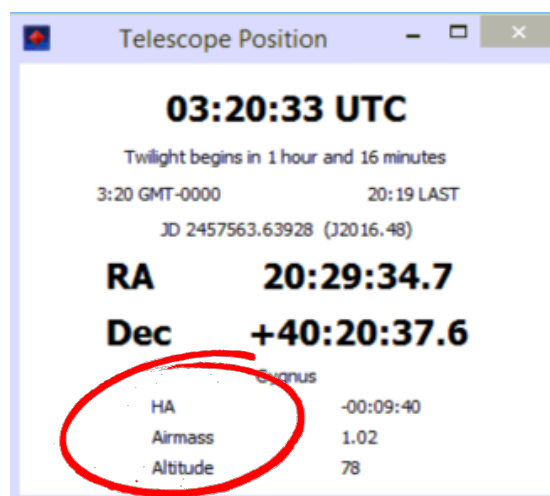 Telescope Position
03:20:33 UTC
Twilight begins in 1 hour and 16 minutes
3:20 GMT-0000 20:19 LAST
JD 2457563.63928 (J2016.48)
RA 20:29:34.7
Dec +40:20:37.6
Cygnus
HA -00:09:40
Airmass 1.02
Altitude 78